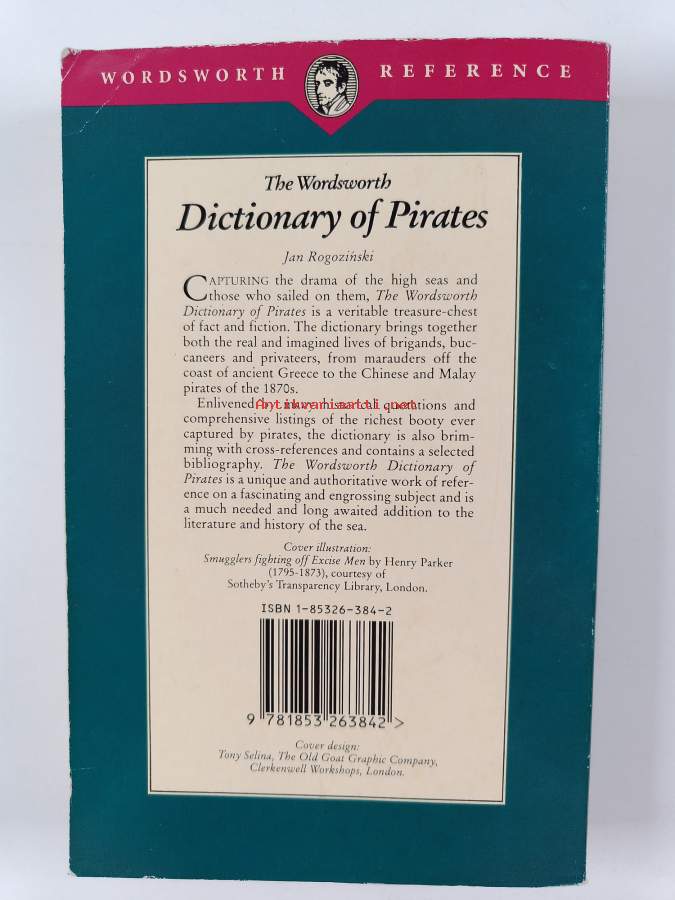 WORDSWORTH REFERENCE
The Wordsworth
Dictionary of Pirates
Jan Rogoziński
CAPTURING the drama of the high seas and
those who sailed on them, The Wordsworth
Dictionary of Pirates is a veritable treasure-chest
of fact and fiction. The dictionary brings together
both the real and imagined lives of brigands, buc-
caneers and privateers, from marauders off the
coast of ancient Greece to the Chinese and Malay
pirates of the 1870s.
Enlivened by many historical quotations and
Antikvariaatti.net
comprehensive listings of the richest booty ever
captured by pirates, the dictionary is also brim-
ming with cross-references and contains a selected
bibliography. The Wordsworth Dictionary of
Pirates is a unique and authoritative work of refer-
ence on a fascinating and engrossing subject and is
a much needed and long awaited addition to the
literature and history of the sea.
Cover illustration:
Smugglers fighting off Excise Men by Henry Parker
(1795-1873), courtesy of
Sotheby's Transparency Library, London.
ISBN 1-85326-384-2
9 781853 263842 >
Cover design:
Tony Selina, The Old Goat Graphic Company,
Clerkenwell Workshops, London.